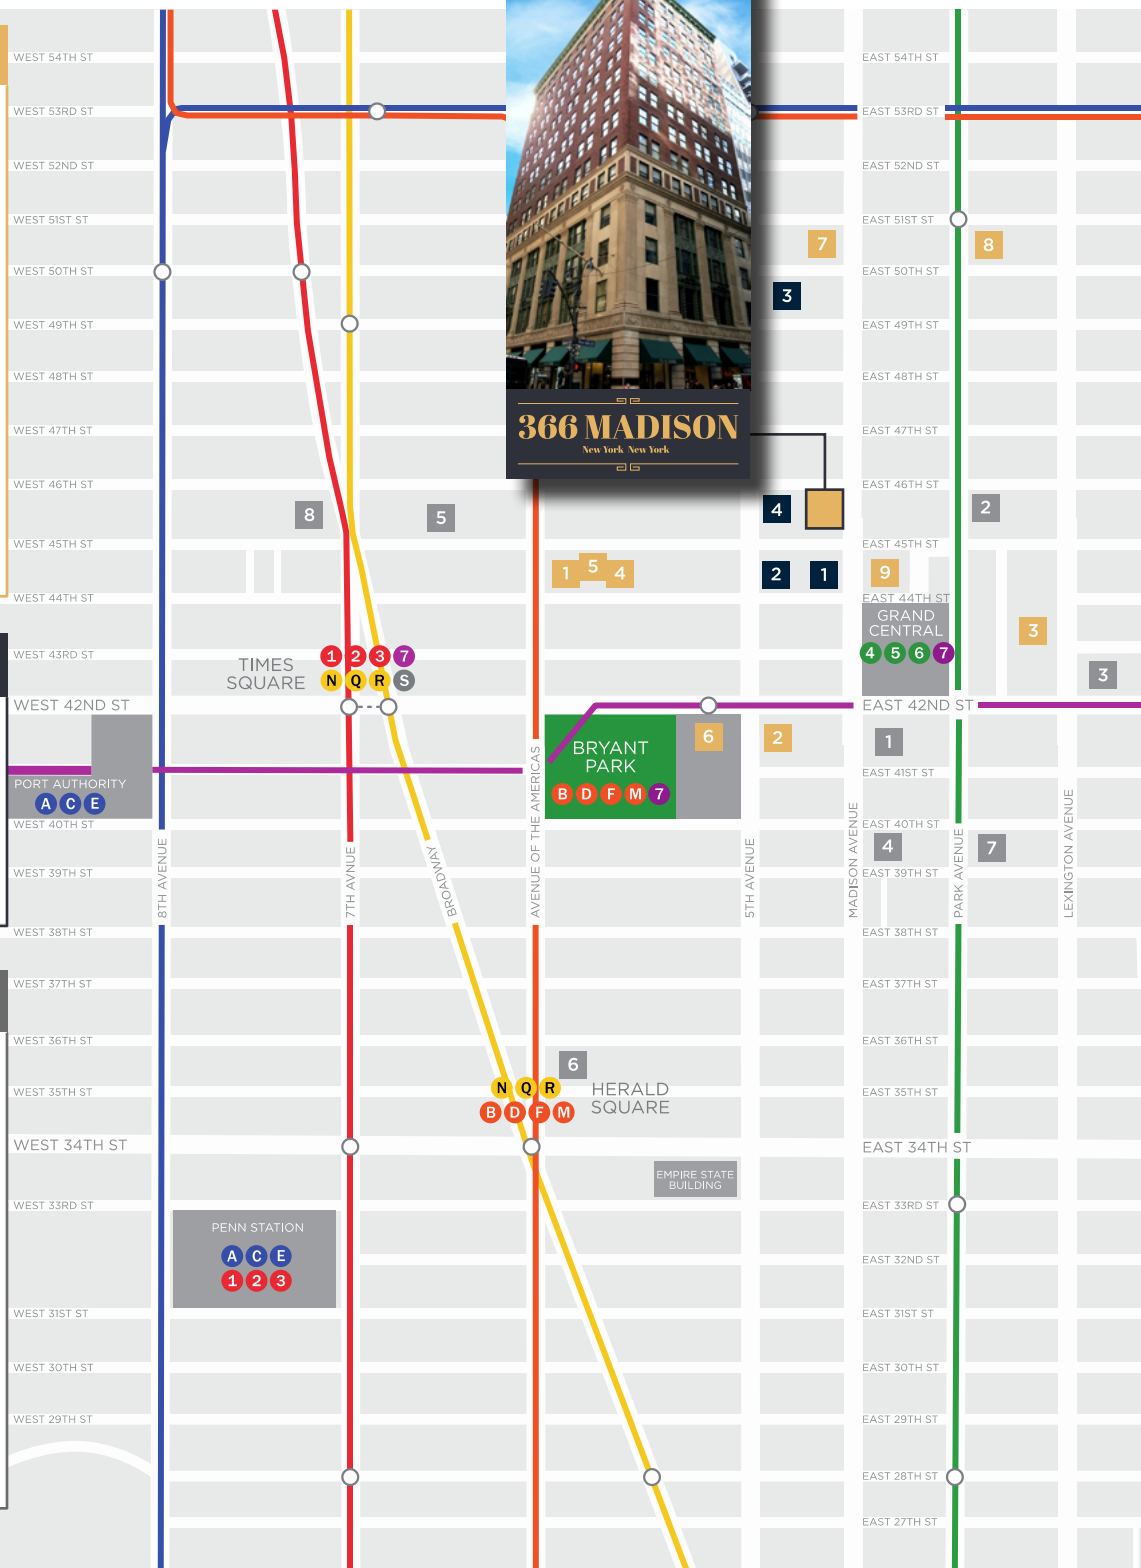 WEST 54TH ST
EAST 54TH ST
WEST 53RD ST
EAST 53RD ST
WEST 52ND ST
EAST 52ND ST
WEST 51ST ST
EAST 51ST ST
7
8
WEST 50TH ST
EAST 50TH ST
3
WEST 49TH ST
EAST 49TH ST
WEST 48TH ST
EAST 48TH ST
366 MADISON
New York New York
WEST 47TH ST
EAST 47TH ST
WEST 46TH ST
EAST 46TH ST
8
5
4
2
WEST 45TH ST
EAST 45TH ST
1
5
4
2
1
9
WEST 44TH ST
EAST 44TH ST
GRAND
CENTRAL
4 5 6 7
3
WEST 43RD ST
TIMES
SQUARE
1 2 3 7
N Q R S
3
WEST 42ND ST
EAST 42ND ST
BRYANT
PARK
B D F M 7
6
2
1
EAST 41ST ST
PORT AUTHORITY
A C E
WEST 40TH ST
EAST 40TH ST
4
7
WEST 39TH ST
EAST 39TH ST
8TH AVENUE
7TH AVNUE
BROADWAY
AVENUE OF THE AMERICAS
5TH AVENUE
MADISON AVENUE
PARK AVENUE
LEXINGTON AVENUE
WEST 38TH ST
EAST 38TH ST
WEST 37TH ST
EAST 37TH ST
WEST 36TH ST
EAST 36TH ST
6
N Q R
B D F M
HERALD
SQUARE
WEST 35TH ST
EAST 35TH ST
WEST 34TH ST
EAST 34TH ST
EMPIRE STATE
BUILDING
WEST 33RD ST
EAST 33RD ST
PENN STATION
A C E
1 2 3
EAST 32ND ST
WEST 31ST ST
EAST 31ST ST
WEST 30TH ST
EAST 30TH ST
WEST 29TH ST
EAST 29TH ST
EAST 28TH ST
EAST 27TH ST